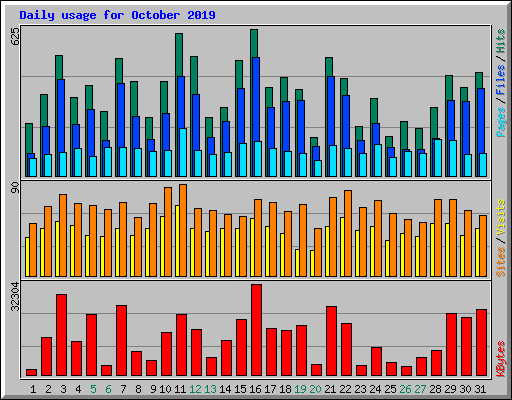 Daily usage for October 2019
625
90
32304
Pages / Files / Hits
Sites / Visits
KBytes
1 2 3 4 5 6 7 8 9 10 11 12 13 14 15 16 17 18 19 20 21 22 23 24 25 26 27 28 29 30 31